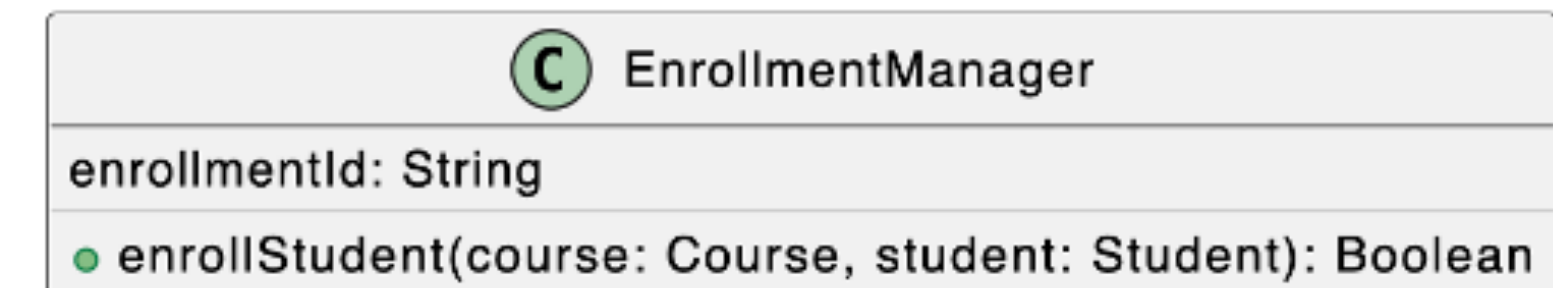 C EnrollmentManager
enrollmentId: String
enrollStudent(course: Course, student: Student): Boolean